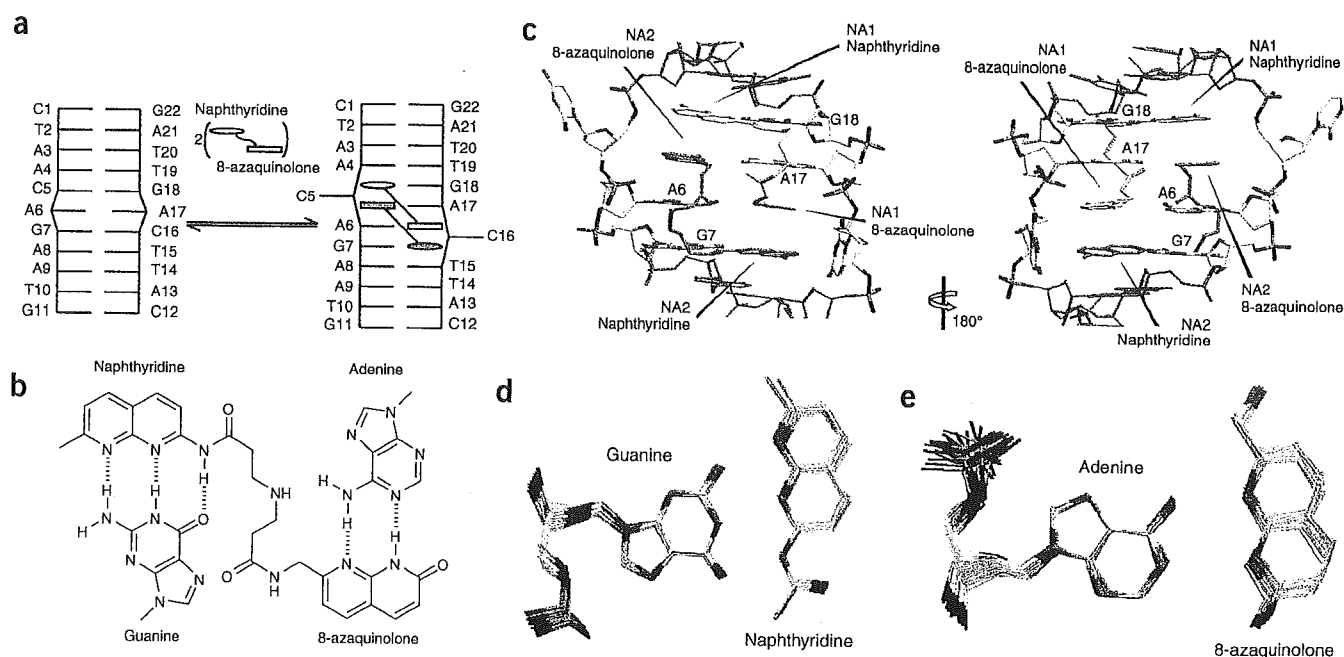 a
C1
T2
A3
A4
C5
A6
G7
A8
A9
T10
G11
G22
A21
T20
T19
G18
A17
C16
T15
T14
A13
C12
Naphthyridine
2
8-azaquinolone
C1
T2
A3
A4
C5
A6
G7
A8
A9
T10
G11
G22
A21
T20
T19
G18
A17
C16
T15
T14
A13
C12
b
Naphthyridine
Adenine
N
N
N
H
O
NH
O
N
H
H
H
N
H
N
O
N
N
N
H
Guanine
N
N
N
N
N
H
H
H
N
N
O
8-azaquinolone
c
NA2
8-azaquinolone
NA1
Naphthyridine
G18
A17
A6
G7
NA1
8-azaquinolone
NA2
Naphthyridine
180°
NA1
8-azaquinolone
NA1
Naphthyridine
G18
A17
A6
G7
NA2
8-azaquinolone
NA2
Naphthyridine
d
Guanine
Naphthyridine
e
Adenine
8-azaquinolone